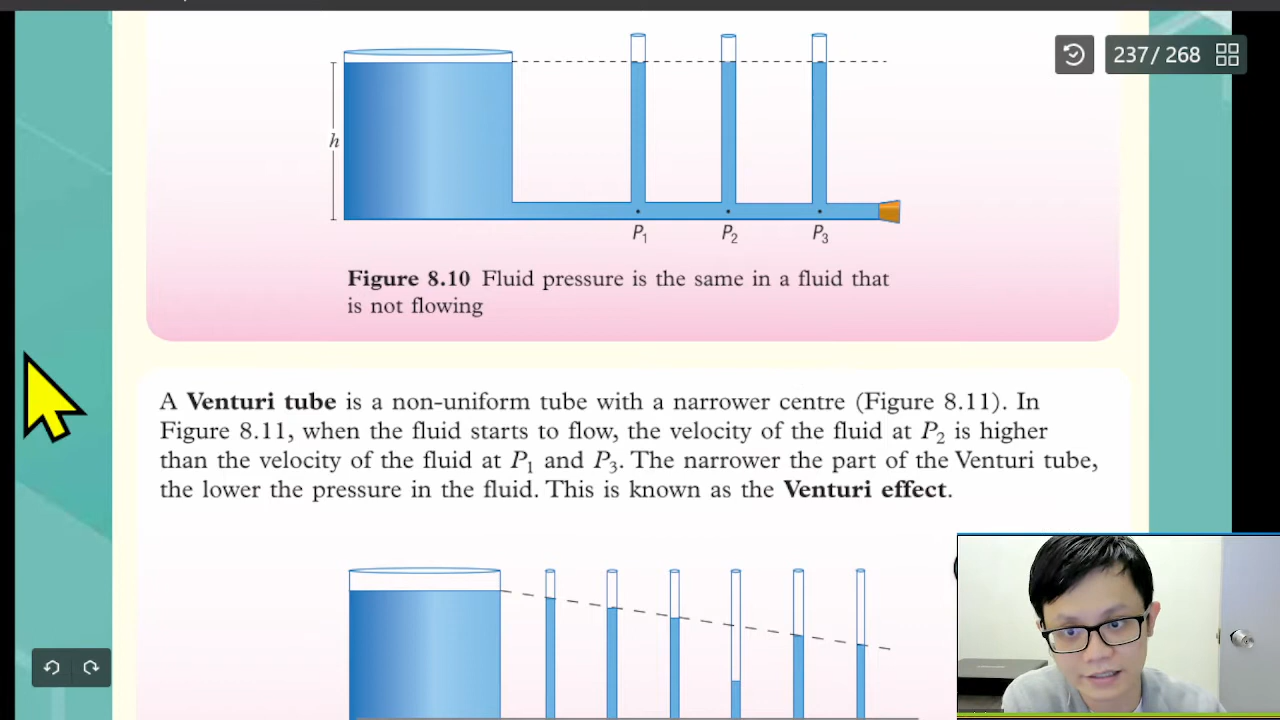 237/ 268
h
P1 P2 P3
Figure 8.10 Fluid pressure is the same in a fluid that
is not flowing
A Venturi tube is a non-uniform tube with a narrower centre (Figure 8.11). In
Figure 8.11, when the fluid starts to flow, the velocity of the fluid at P2 is higher
than the velocity of the fluid at P1 and P3. The narrower the part of the Venturi tube,
the lower the pressure in the fluid. This is known as the Venturi effect.